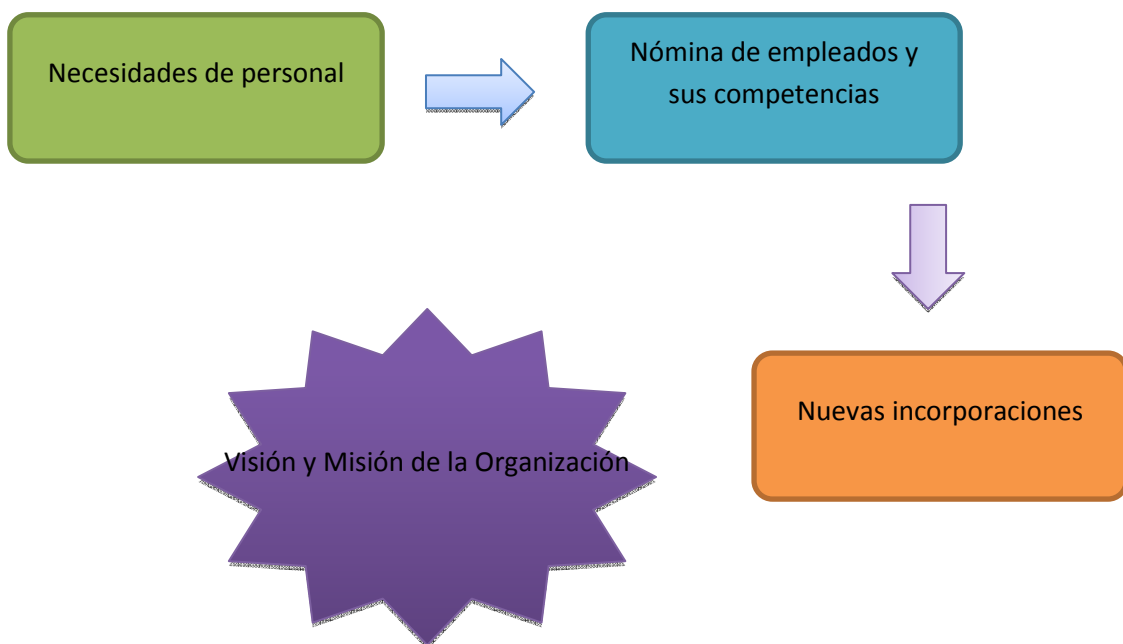 Necesidades de personal
Nómina de empleados y
sus competencias
Nuevas incorporaciones
Visión y Misión de la Organización